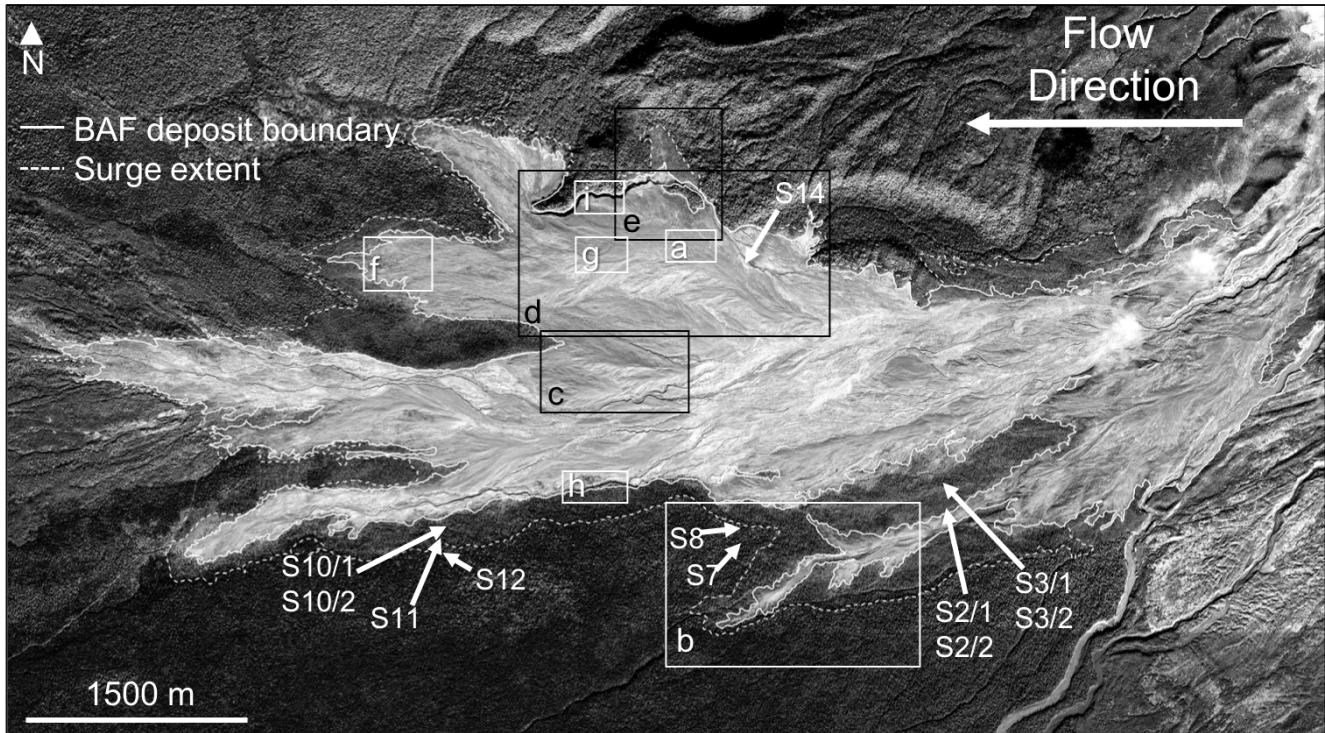 N
Flow
Direction
BAF deposit boundary
Surge extent
S14
e
a
g
f
d
c
h
S8
S7
S10/1
S10/2
S12
S11
S3/1
S3/2
S2/1
S2/2
b
1500 m